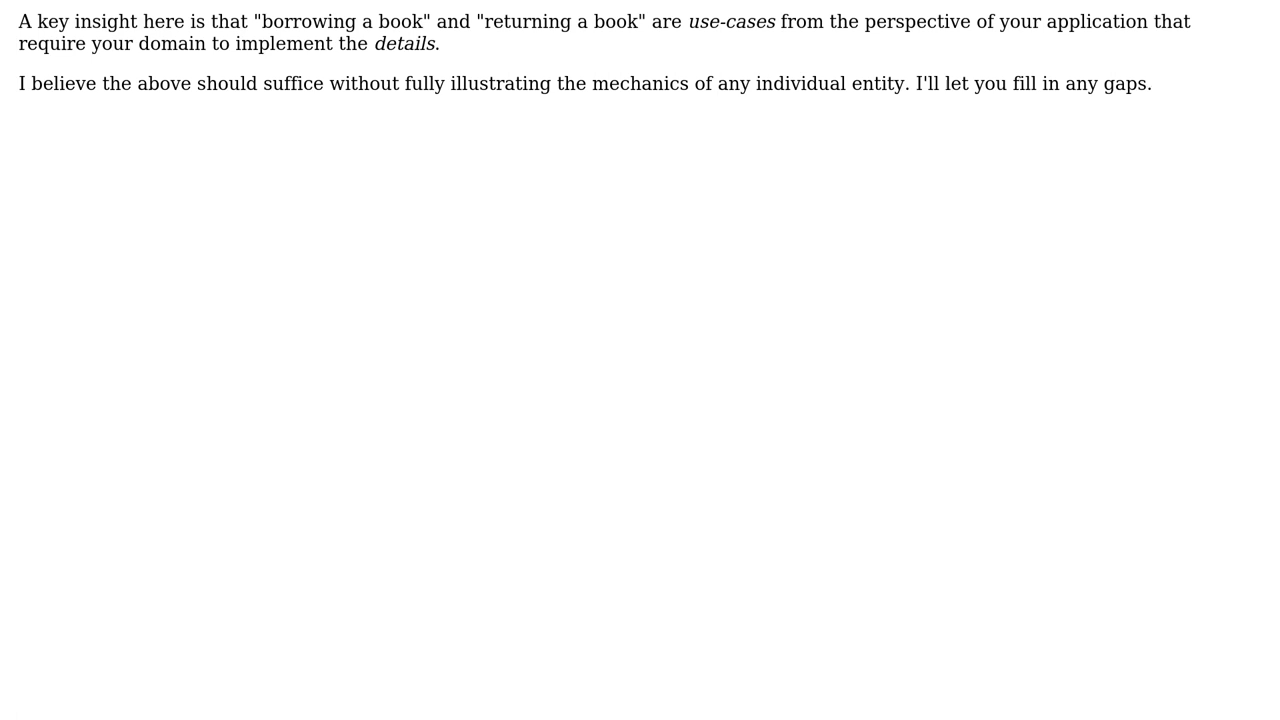 A key insight here is that "borrowing a book" and "returning a book" are use-cases from the perspective of your application that
require your domain to implement the details.
I believe the above should suffice without fully illustrating the mechanics of any individual entity. I'll let you fill in any gaps.